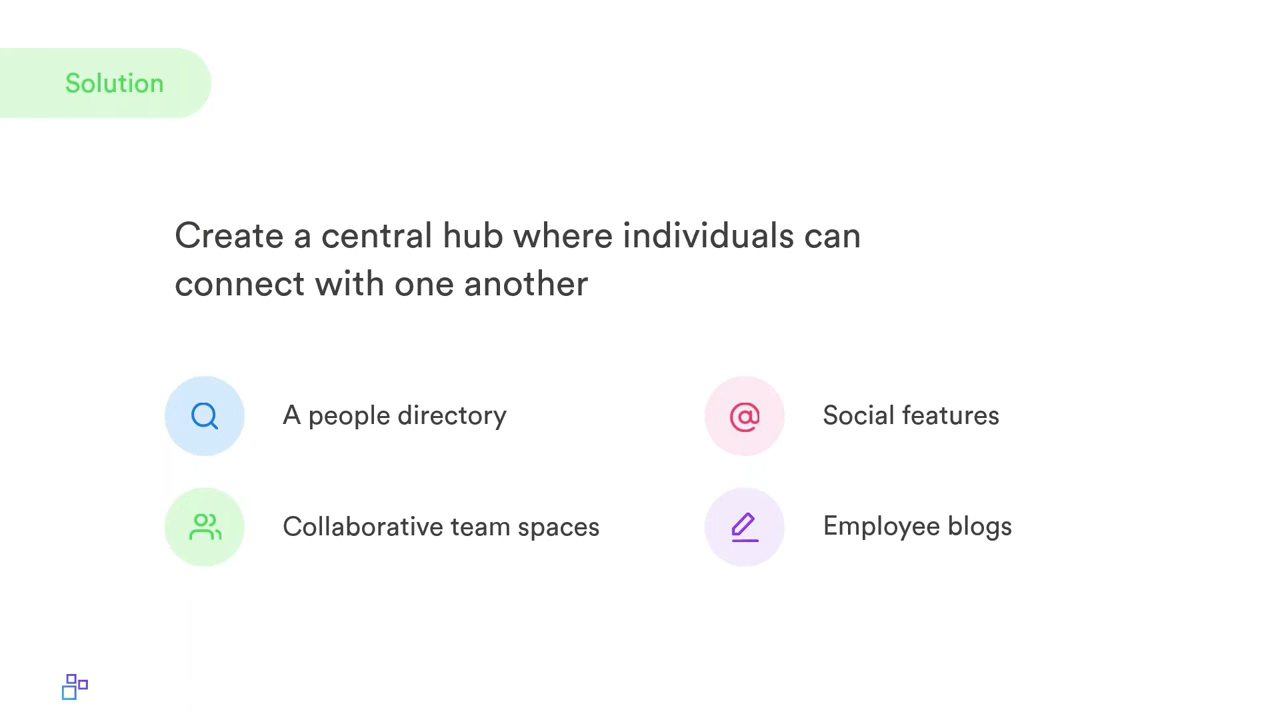 Solution
Create a central hub where individuals can
connect with one another
A people directory
Social features
Collaborative team spaces
Employee blogs